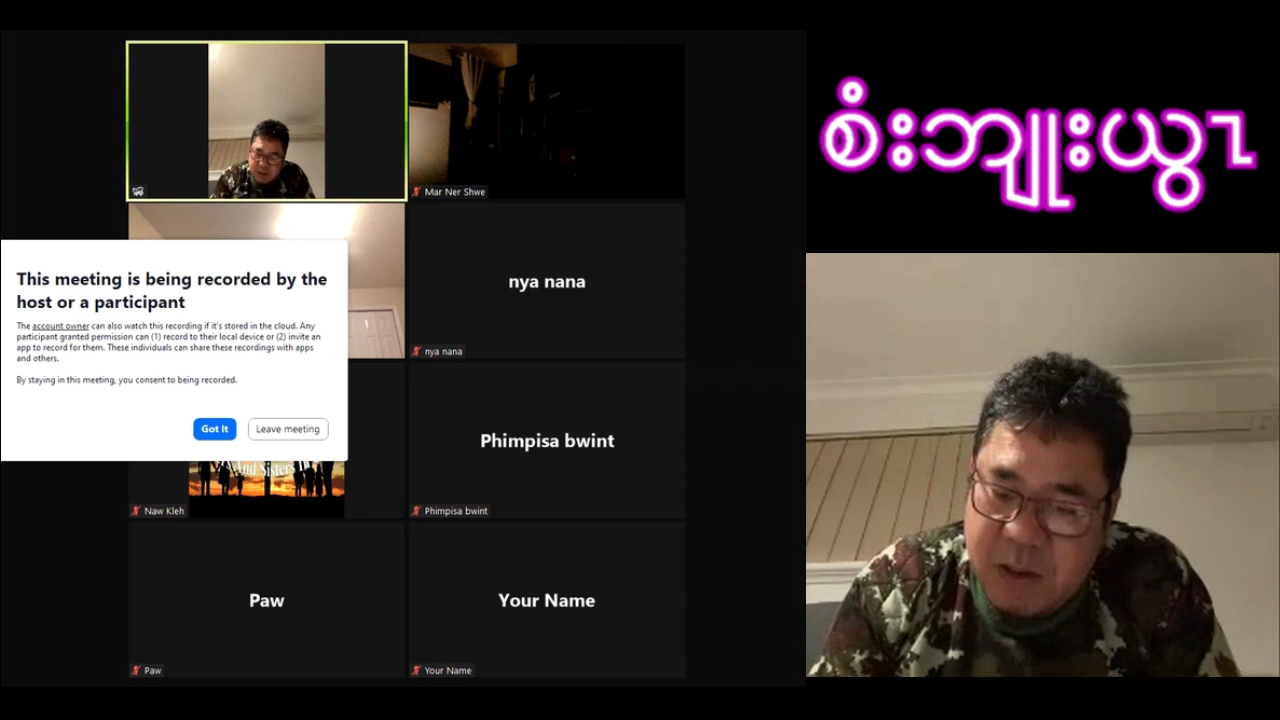 စံးဘျုးယွၤ
Mar Ner Shwe
This meeting is being recorded by the
host or a participant
The account owner can also watch this recording if it's stored in the cloud. Any
participant granted permission can (1) record to their local device or (2) invite an
app to record for them. These individuals can share these recordings with apps
and others.
By staying in this meeting, you consent to being recorded.
Got It
Leave meeting
nya nana
nya nana
And Sisters
Naw Kleh
Phimpisa bwint
Phimpisa bwint
Paw
Paw
Your Name
Your Name